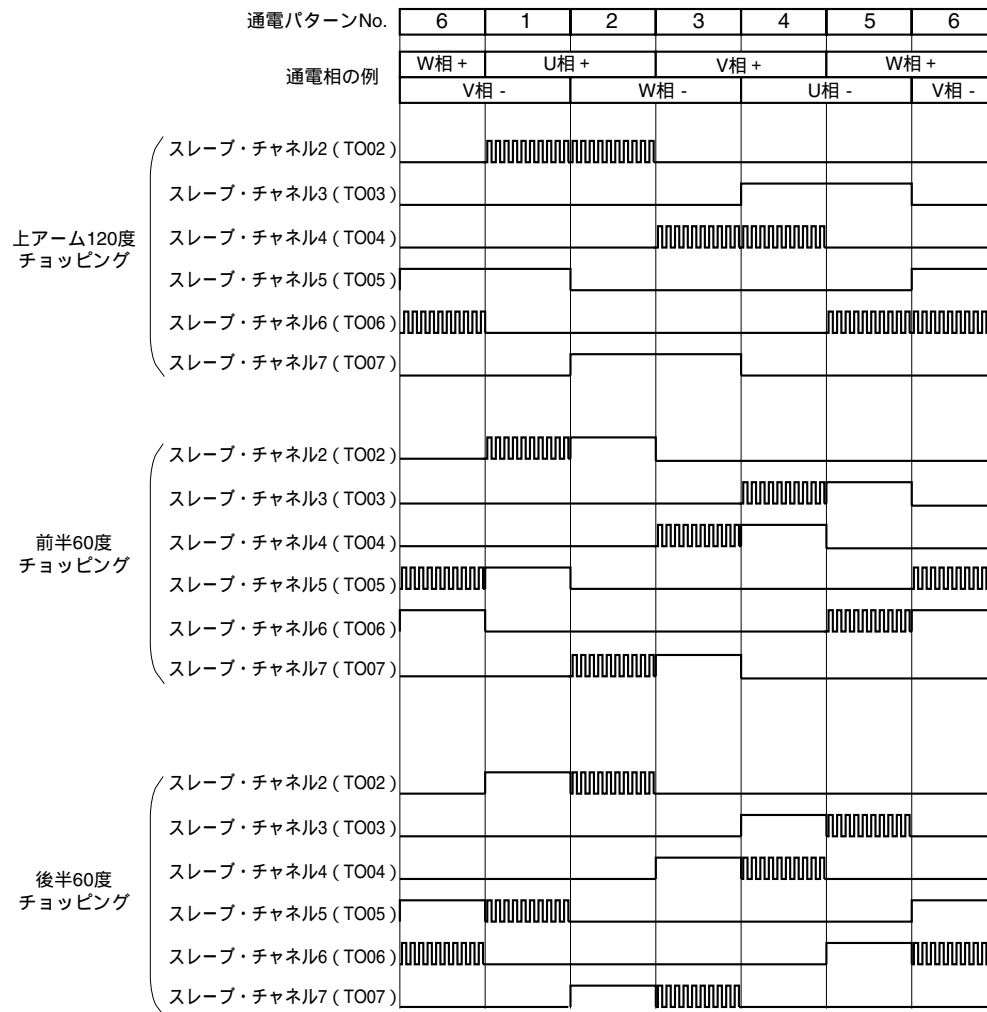 通電パターンNo. 6 1 2 3 4 5 6
通電相の例
W相 + U相 + V相 + W相 +
V相 - W相 - U相 - V相 -
上アーム120度
チョッピング
スレーブ・チャネル2 ( TO02 )
スレーブ・チャネル3 ( TO03 )
スレーブ・チャネル4 ( TO04 )
スレーブ・チャネル5 ( TO05 )
スレーブ・チャネル6 ( TO06 )
スレーブ・チャネル7 ( TO07 )
前半60度
チョッピング
スレーブ・チャネル2 ( TO02 )
スレーブ・チャネル3 ( TO03 )
スレーブ・チャネル4 ( TO04 )
スレーブ・チャネル5 ( TO05 )
スレーブ・チャネル6 ( TO06 )
スレーブ・チャネル7 ( TO07 )
後半60度
チョッピング
スレーブ・チャネル2 ( TO02 )
スレーブ・チャネル3 ( TO03 )
スレーブ・チャネル4 ( TO04 )
スレーブ・チャネル5 ( TO05 )
スレーブ・チャネル6 ( TO06 )
スレーブ・チャネル7 ( TO07 )